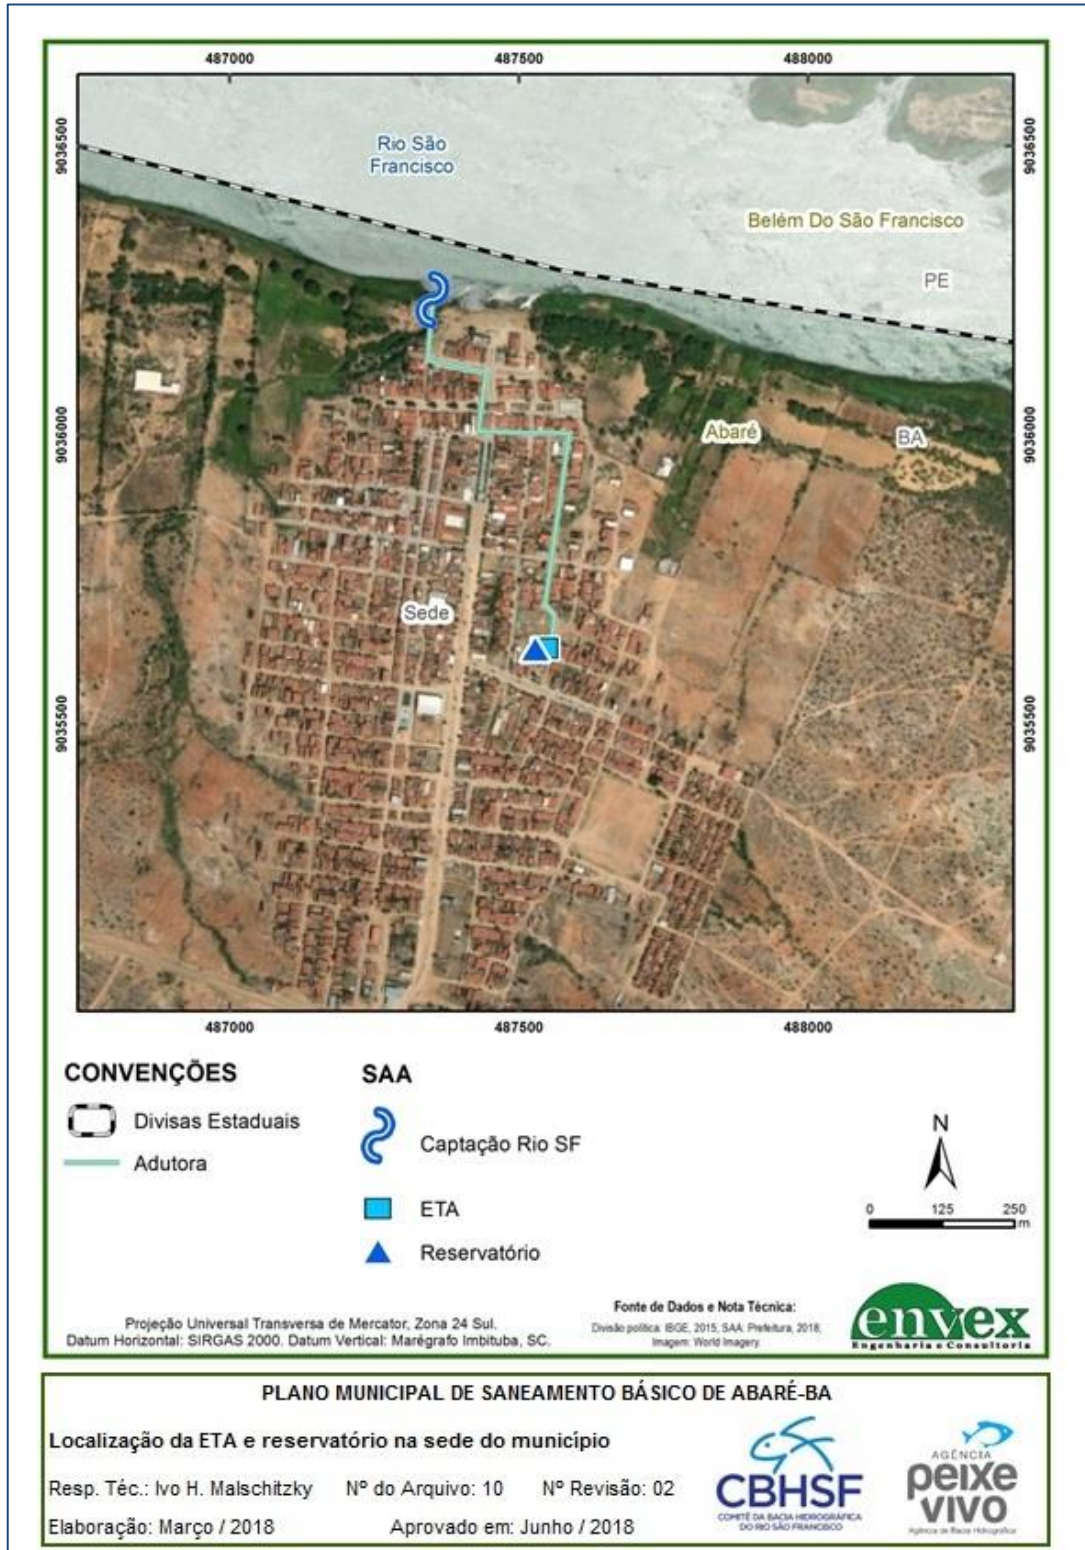 487000 487500 488000
9036500 9036500
Rio São
Francisco
Belém Do São Francisco
PE
9036000 9036000
Abaré BA
Sede
9035500 9035500
487000 487500 488000
CONVENÇÕES
Divisas Estaduais
Adutora
SAA
Captação Rio SF
ETA
Reservatório
N
0 125 250
m
Projeção Universal Transversa de Mercator, Zona 24 Sul.
Datum Horizontal: SIRGAS 2000. Datum Vertical: Marégrafo Imbituba, SC.
Fonte de Dados e Nota Técnica:
Divisão política: IBGE, 2015, SAA: Prefeitura, 2018,
Imagem: World Imagery.
envex
Engenharia e Consultoria
PLANO MUNICIPAL DE SANEAMENTO BÁSICO DE ABARÉ-BA
Localização da ETA e reservatório na sede do município
Resp. Téc.: Ivo H. Malschitzky Nº do Arquivo: 10 Nº Revisão: 02
Elaboração: Março / 2018 Aprovado em: Junho / 2018
CBHSF
COMITÊ DA BACIA HIDROGRÁFICA
DO RIO SÃO FRANCISCO
AGÊNCIA
peixe
vivo
Agência de Bacia Hidrográfica